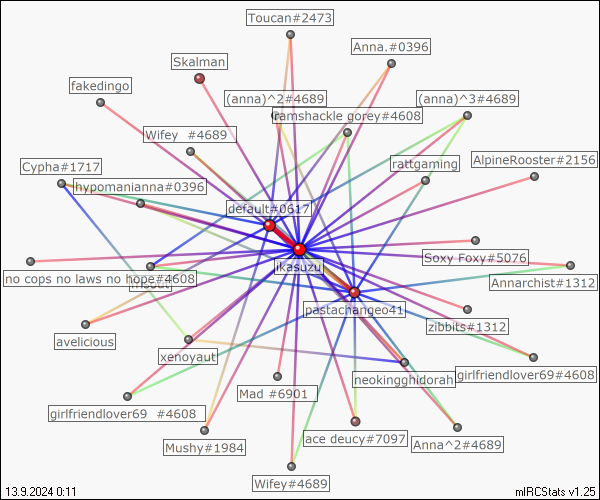 Toucan#2473
Anna.#0396
Skalman
fakedingo
(anna)^2#4689
ramshackle gorey#4608
(anna)^3#4689
Wifey #4689
Cypha#1717
rattgaming
AlpineRooster#2156
hypomanianna#0396
default#0617
Soxy Foxy#5076
ikasuzu
no cops no laws no hope#4608
Annarchist#1312
pastachangeo41
zibbits#1312
avelicious
xenoyaut
neokingghidorah
girlfriendlover69#4608
Mad #6901
girlfriendlover69 #4608
ace deucy#7097
Anna^2#4689
Mushy#1984
Wifey#4689
13.9.2024 0:11
mIRCStats v1.25